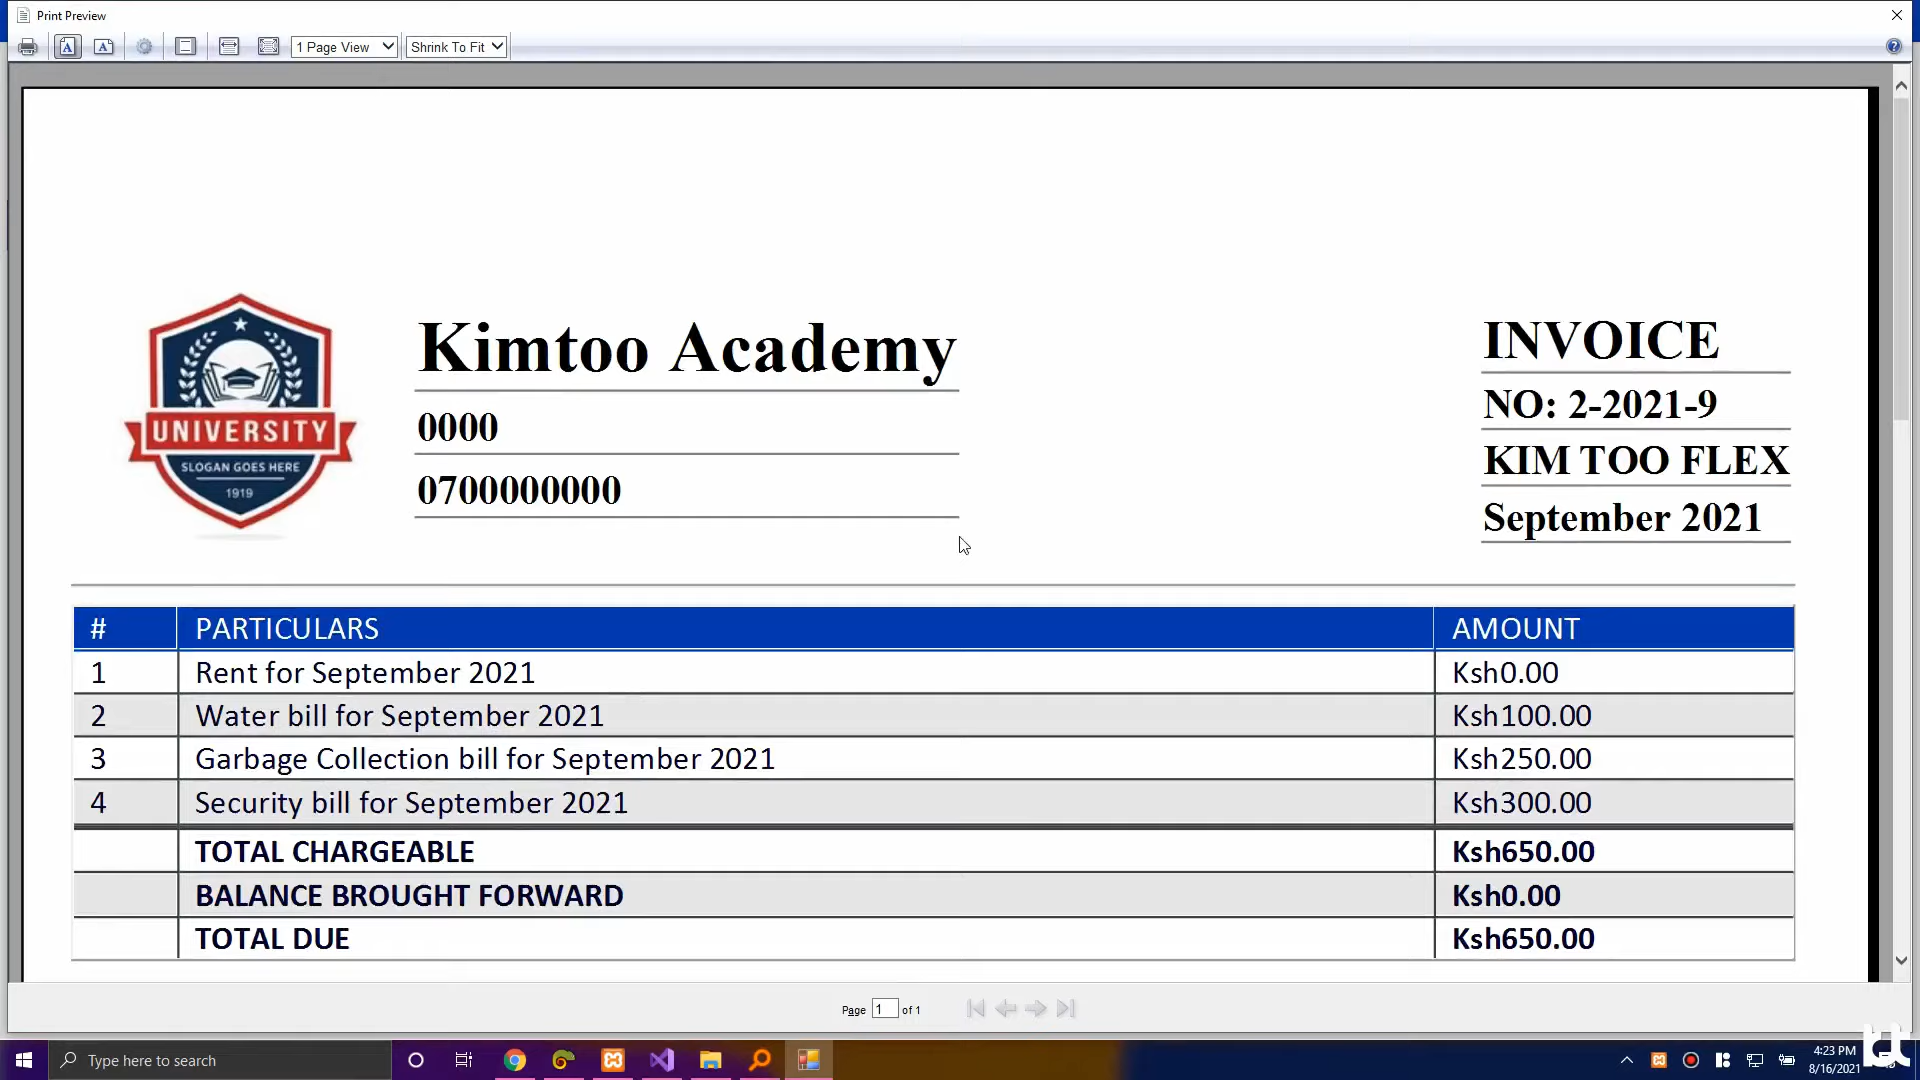 Print Preview
1 Page View
Shrink To Fit
UNIVERSITY
SLOGAN GOES HERE
1919
Kimtoo Academy
0000
0700000000
INVOICE
NO: 2-2021-9
KIM TOO FLEX
September 2021
# PARTICULARS AMOUNT
1 Rent for September 2021 Ksh0.00
2 Water bill for September 2021 Ksh100.00
3 Garbage Collection bill for September 2021 Ksh250.00
4 Security bill for September 2021 Ksh300.00
TOTAL CHARGEABLE Ksh650.00
BALANCE BROUGHT FORWARD Ksh0.00
TOTAL DUE Ksh650.00
Page 1 of 1
Type here to search
4:23 PM
8/16/2021